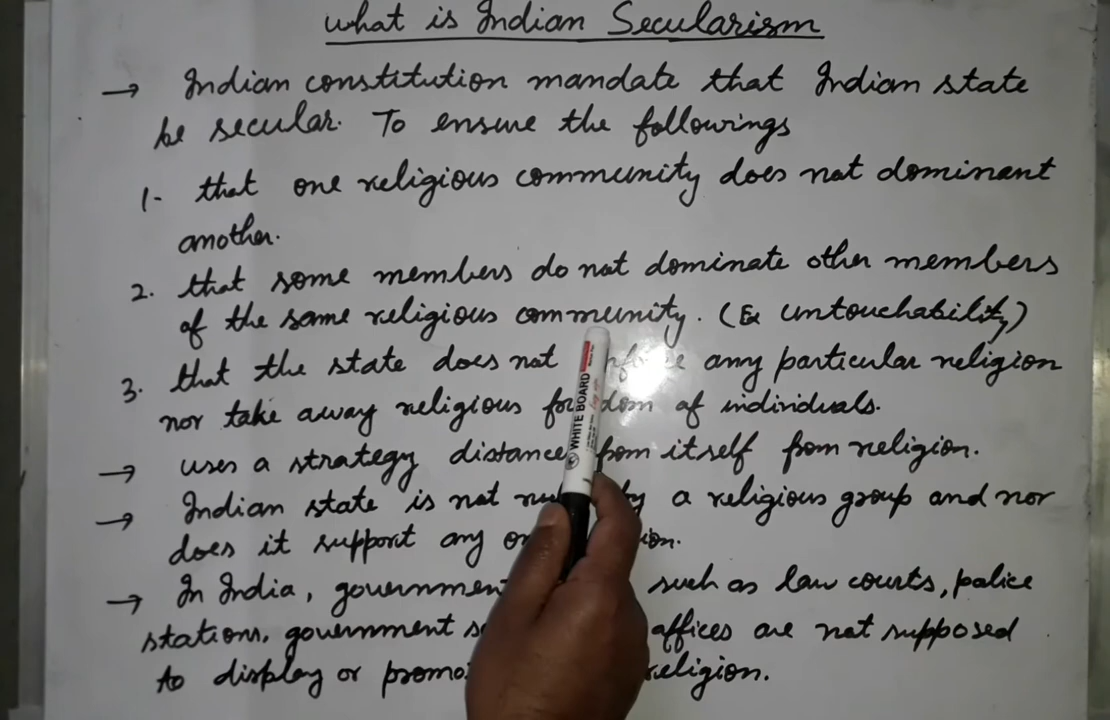 what is Indian Secularism
→ Indian constitution mandate that Indian state
be secular. To ensure the followings
1- that one religious community does not dominant
another.
2. that some members do not dominate other members
of the same religious community. (Ex untouchability)
3. that the state does not any particular religion
nor take away religious of individuals.
→ uses a strategy distance from itself from religion.
→ Indian state is not by a religious group and nor
does it support any
→ In India, government such as law courts, police
stations, government offices are not supposed
to display or religion.
WHITE BOARD